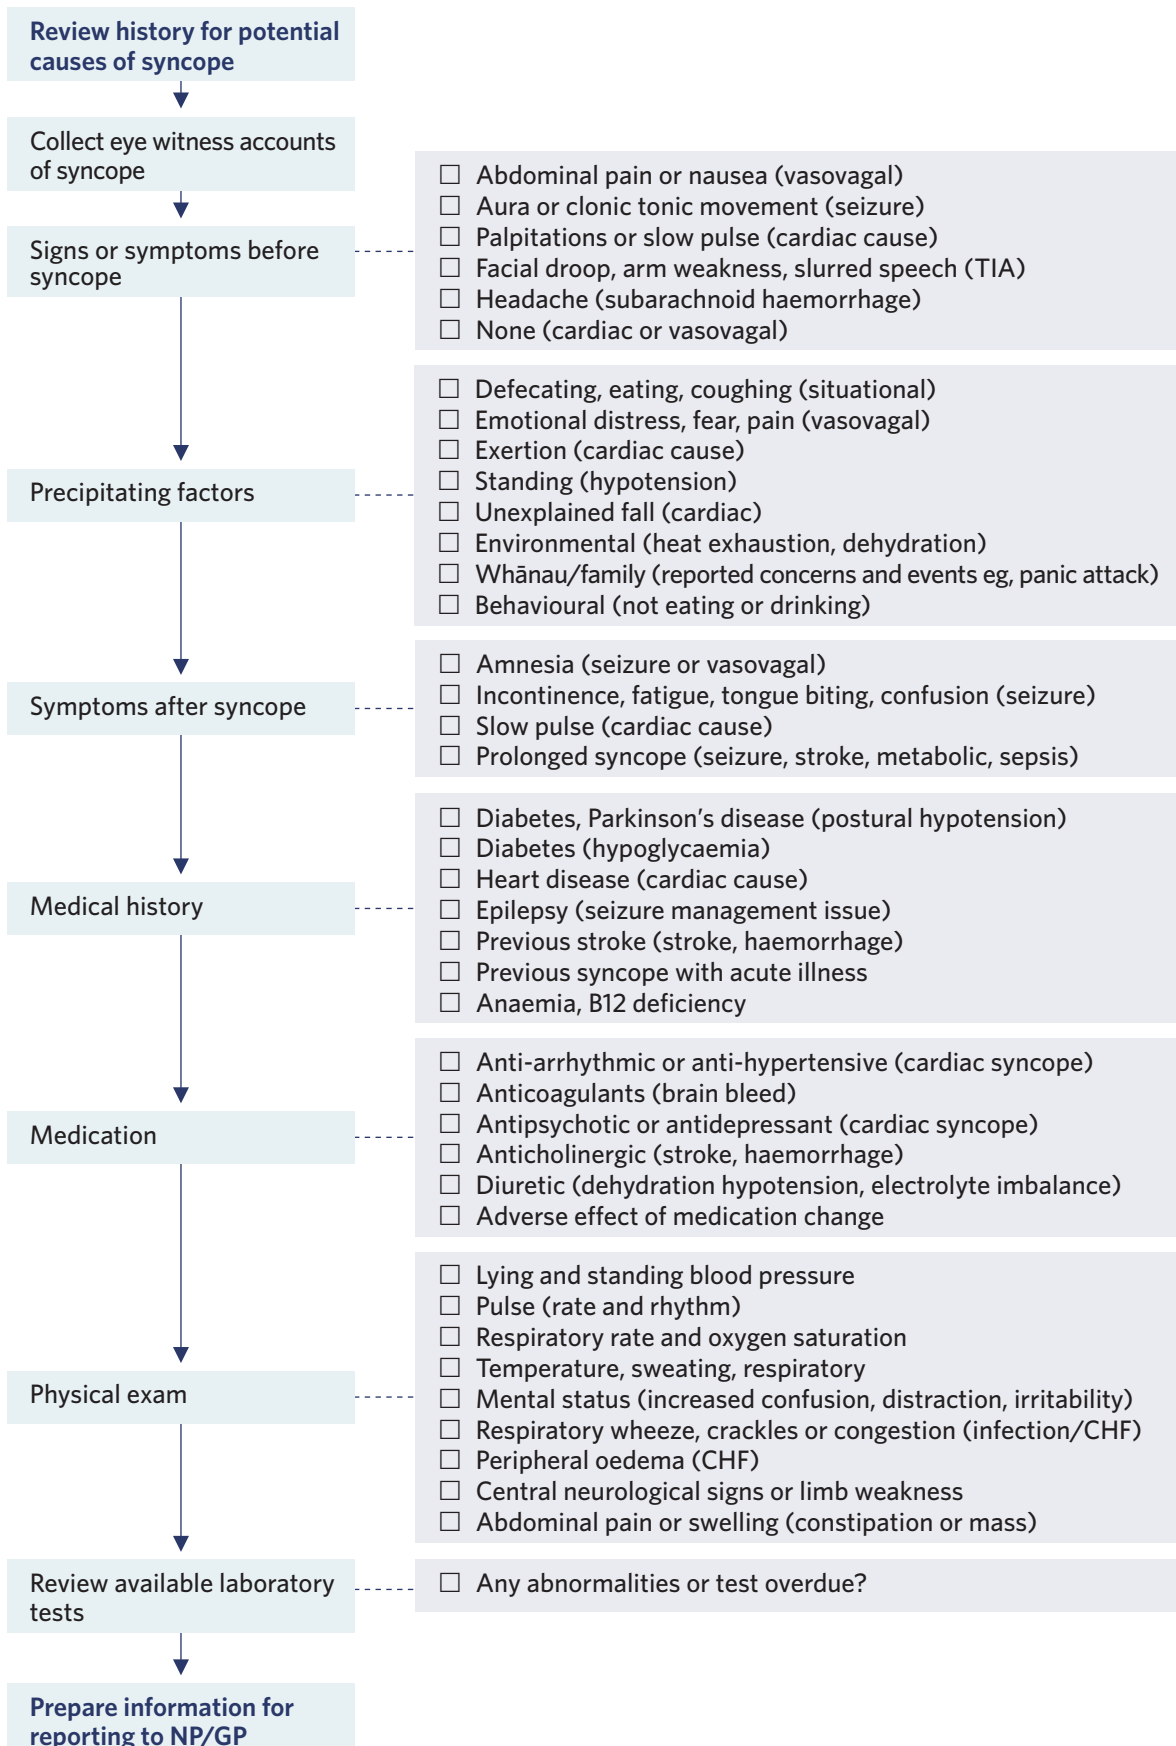 Review history for potential
causes of syncope
Collect eye witness accounts
of syncope
Signs or symptoms before
syncope
☐ Abdominal pain or nausea (vasovagal)
☐ Aura or clonic tonic movement (seizure)
☐ Palpitations or slow pulse (cardiac cause)
☐ Facial droop, arm weakness, slurred speech (TIA)
☐ Headache (subarachnoid haemorrhage)
☐ None (cardiac or vasovagal)
Precipitating factors
☐ Defecating, eating, coughing (situational)
☐ Emotional distress, fear, pain (vasovagal)
☐ Exertion (cardiac cause)
☐ Standing (hypotension)
☐ Unexplained fall (cardiac)
☐ Environmental (heat exhaustion, dehydration)
☐ Whānau/family (reported concerns and events eg, panic attack)
☐ Behavioural (not eating or drinking)
Symptoms after syncope
☐ Amnesia (seizure or vasovagal)
☐ Incontinence, fatigue, tongue biting, confusion (seizure)
☐ Slow pulse (cardiac cause)
☐ Prolonged syncope (seizure, stroke, metabolic, sepsis)
Medical history
☐ Diabetes, Parkinson's disease (postural hypotension)
☐ Diabetes (hypoglycaemia)
☐ Heart disease (cardiac cause)
☐ Epilepsy (seizure management issue)
☐ Previous stroke (stroke, haemorrhage)
☐ Previous syncope with acute illness
☐ Anaemia, B12 deficiency
Medication
☐ Anti-arrhythmic or anti-hypertensive (cardiac syncope)
☐ Anticoagulants (brain bleed)
☐ Antipsychotic or antidepressant (cardiac syncope)
☐ Anticholinergic (stroke, haemorrhage)
☐ Diuretic (dehydration hypotension, electrolyte imbalance)
☐ Adverse effect of medication change
Physical exam
☐ Lying and standing blood pressure
☐ Pulse (rate and rhythm)
☐ Respiratory rate and oxygen saturation
☐ Temperature, sweating, respiratory
☐ Mental status (increased confusion, distraction, irritability)
☐ Respiratory wheeze, crackles or congestion (infection/CHF)
☐ Peripheral oedema (CHF)
☐ Central neurological signs or limb weakness
☐ Abdominal pain or swelling (constipation or mass)
Review available laboratory
tests
☐ Any abnormalities or test overdue?
Prepare information for
reporting to NP/GP